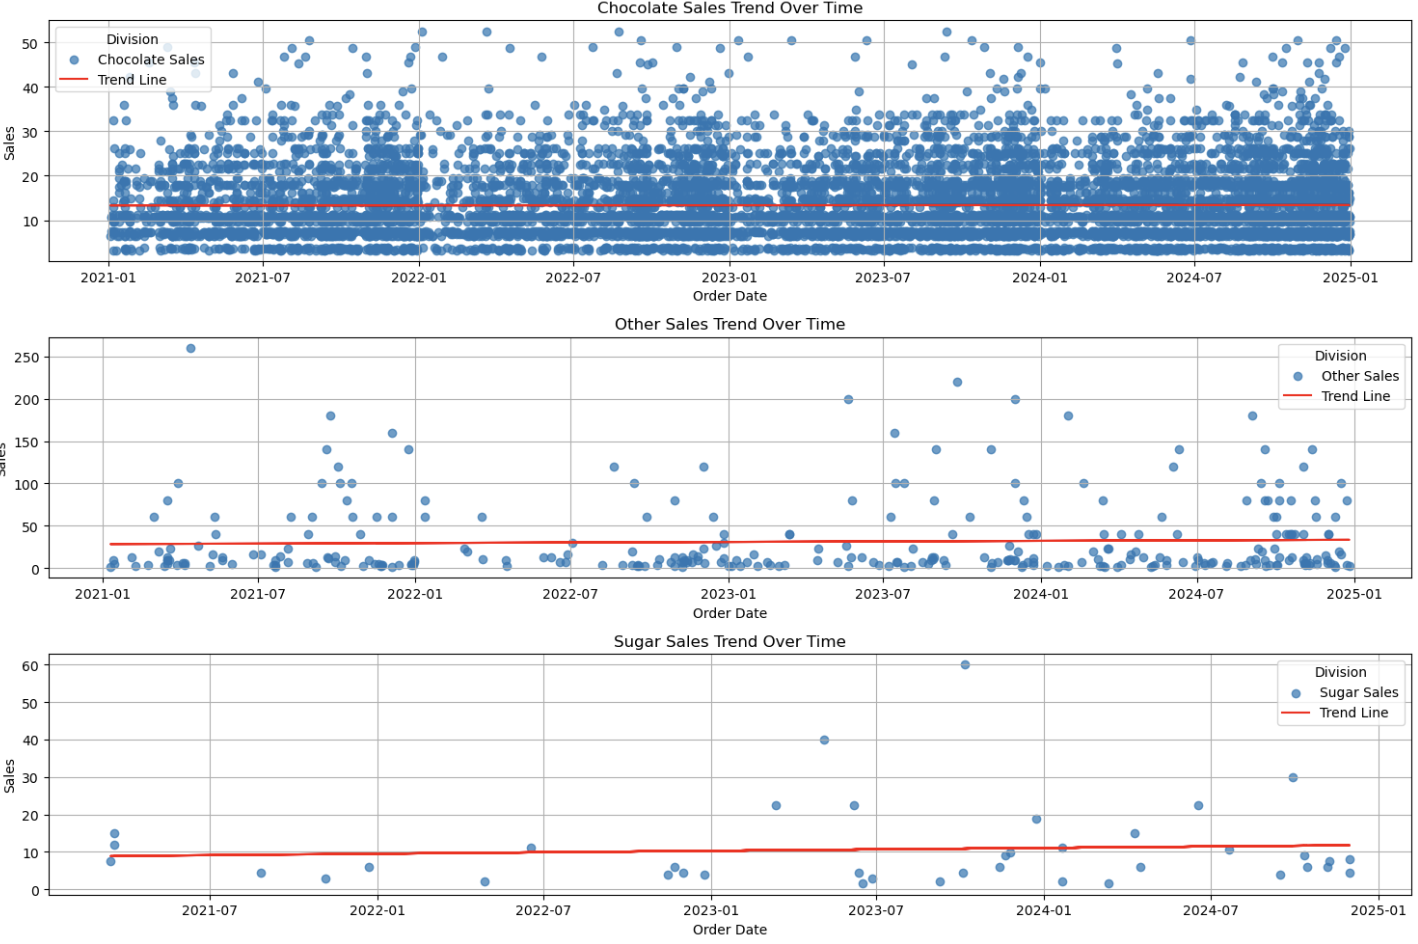 Chocolate Sales Trend Over Time
Division
Chocolate Sales
Trend Line
50
40
30
20
10
Sales
2021-01 2021-07 2022-01 2022-07 2023-01 2023-07 2024-01 2024-07 2025-01
Order Date
Other Sales Trend Over Time
Division
Other Sales
Trend Line
250
200
150
100
50
0
Sales
2021-01 2021-07 2022-01 2022-07 2023-01 2023-07 2024-01 2024-07 2025-01
Order Date
Sugar Sales Trend Over Time
Division
Sugar Sales
Trend Line
60
50
40
30
20
10
0
Sales
2021-07 2022-01 2022-07 2023-01 2023-07 2024-01 2024-07 2025-01
Order Date